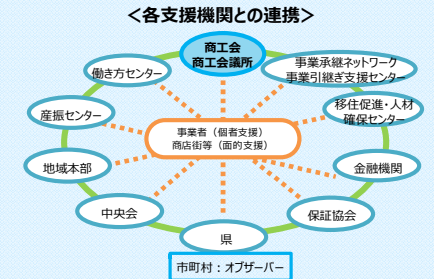 ＜各支援機関との連携＞
商工会
商工会議所
働き方センター
事業承継ネットワーク
事業引継ぎ支援センター
産振センター
移住促進・人材
確保センター
事業者（個者支援）
商店街等（面的支援）
地域本部
金融機関
中央会
保証協会
県
市町村：オブザーバー